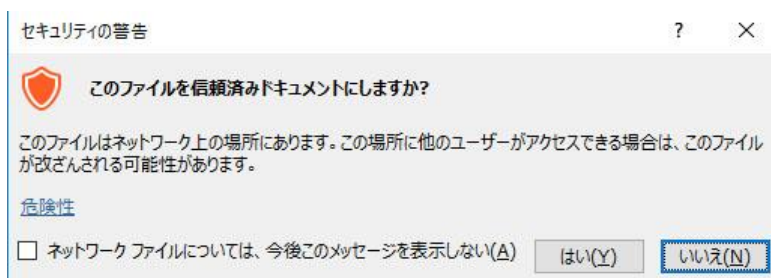 セキュリティの警告
?
×
このファイルを信頼済みドキュメントにしますか?
このファイルはネットワーク上の場所にあります。この場所に他のユーザーがアクセスできる場合は、このファイル
が改ざんされる可能性があります。
危険性
ネットワーク ファイルについては、今後このメッセージを表示しない(A)
はい(Y)
いいえ(N)